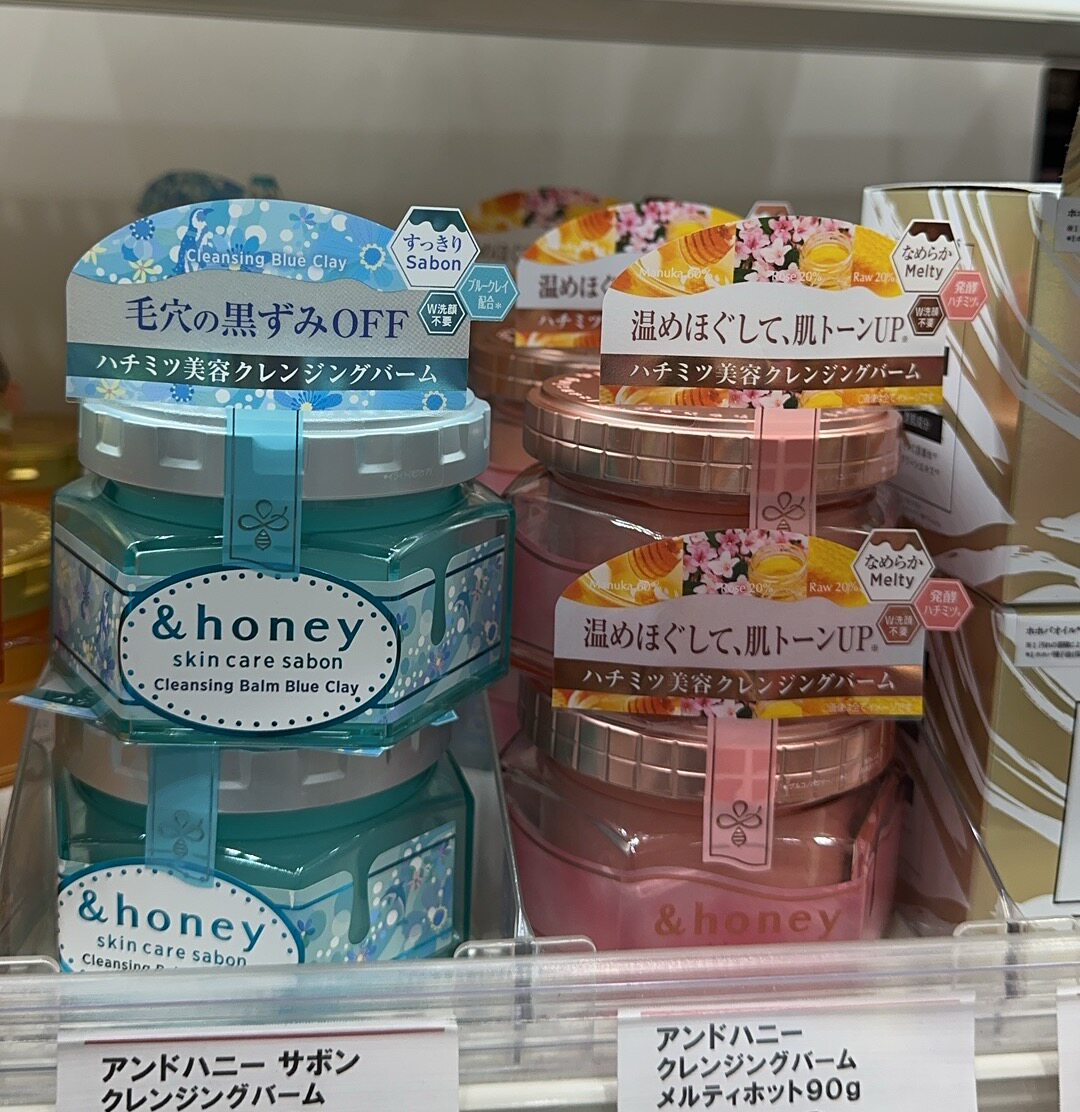 Cleansing Blue Clay
すっきり
Sabon
ブルークレイ
配合※
W洗顔
不要
毛穴の黒ずみOFF
ハチミツ美容クレンジングバーム
&honey
skin care sabon
Cleansing Balm Blue Clay
&honey
skin care sabon
Cleansing
温めほ
Manuka 60%
Rose 20%
Raw 20%
なめらか
Melty
発酵
ハチミツ※
W洗顔
不要
温めほぐして、肌トーンUP※
ハチミツ美容クレンジングバーム
Manuka 60%
Rose 20%
Raw 20%
なめらか
Melty
発酵
ハチミツ※
W洗顔
不要
温めほぐして、肌トーンUP※
ハチミツ美容クレンジングバーム
&honey
アンドハニー サボン
クレンジングバーム
アンドハニー
クレンジングバーム
メルティホット90g